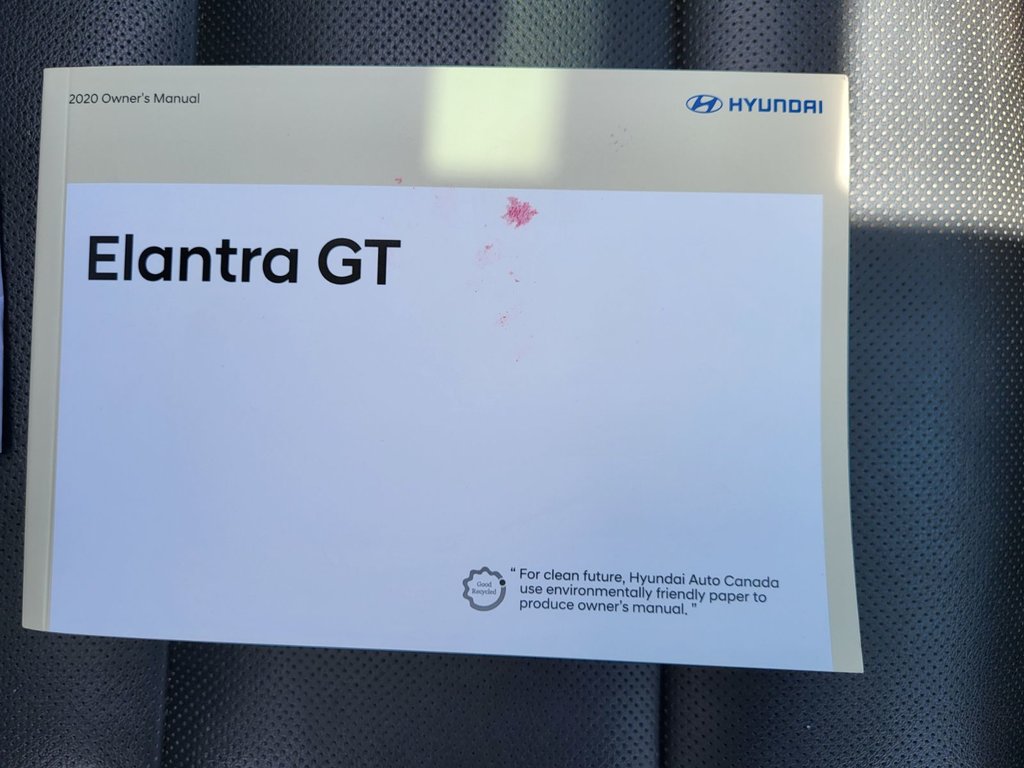 2020 Owner's Manual
HYUNDAI
Elantra GT
Good
Recycled
“ For clean future, Hyundai Auto Canada
use environmentally friendly paper to
produce owner's manual. ”